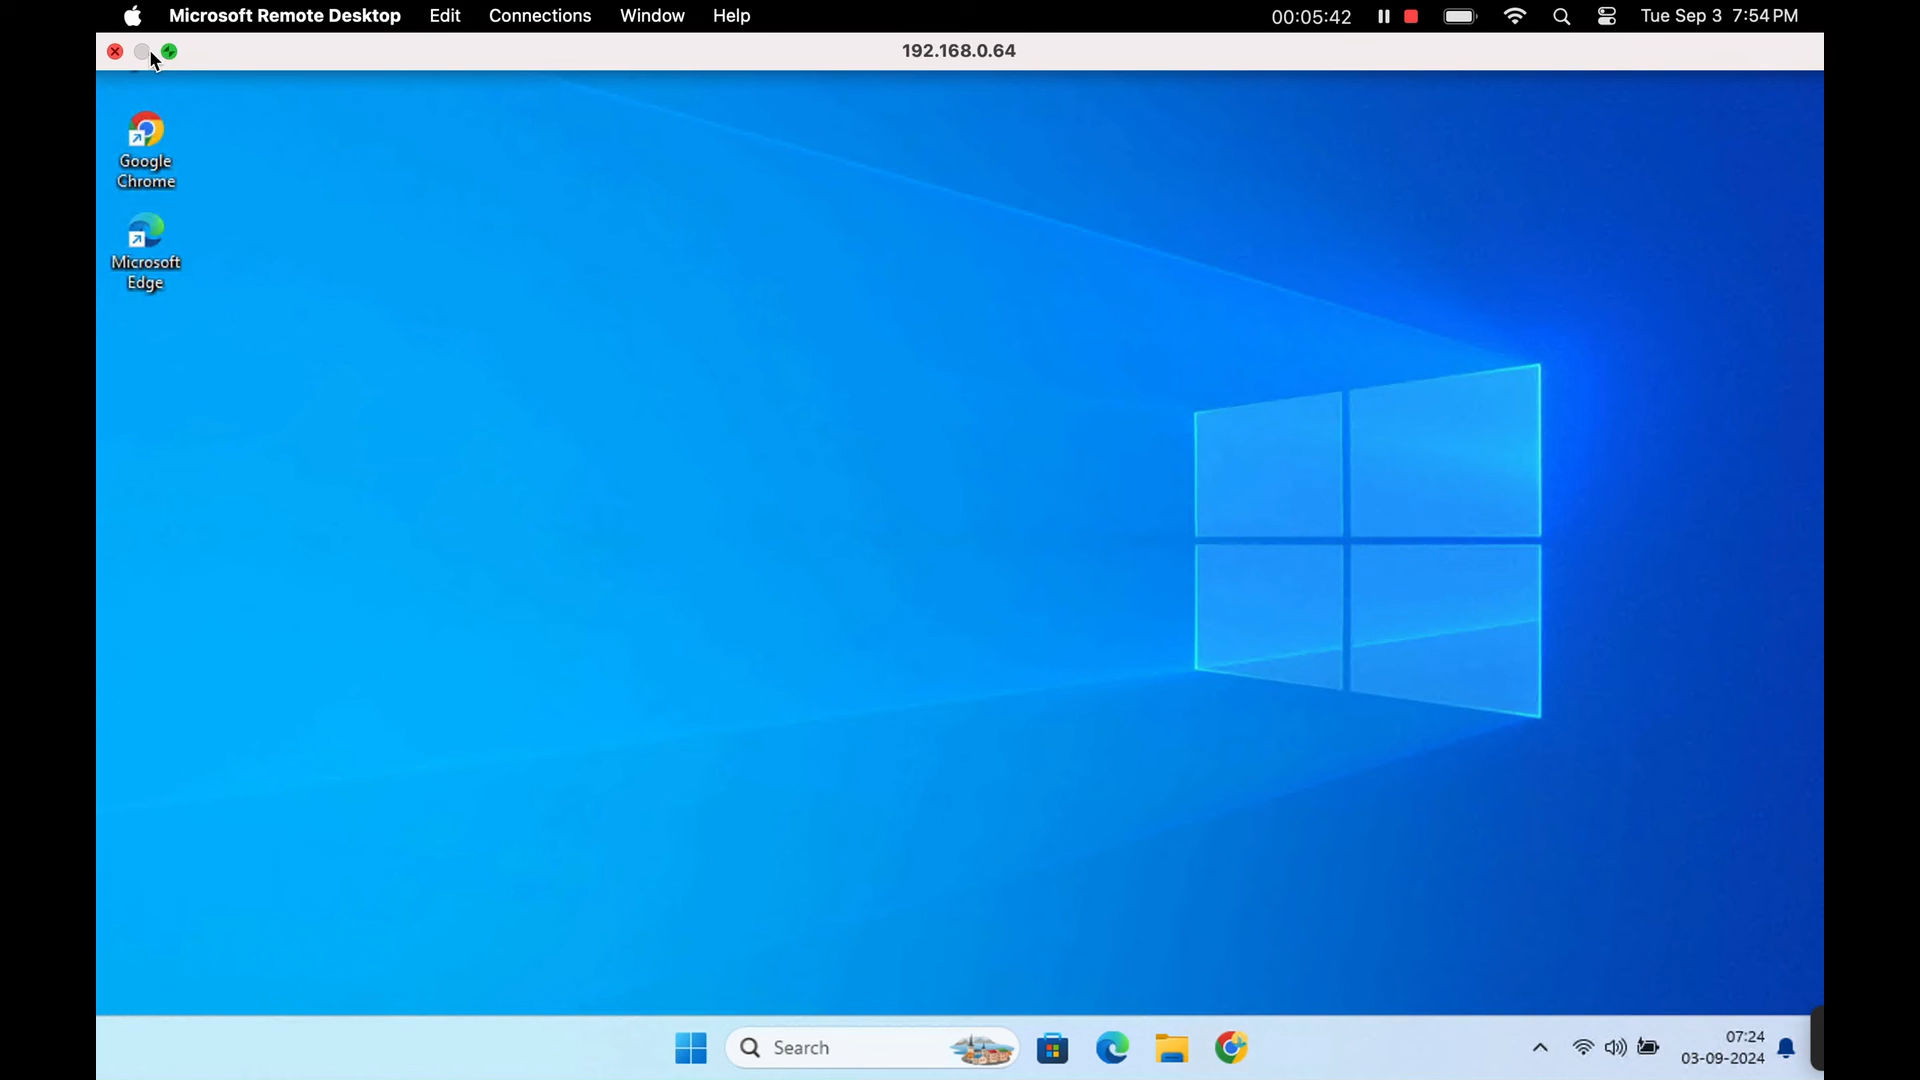 Microsoft Remote Desktop Edit Connections Window Help 00:05:42 Tue Sep 3 7:54 PM
192.168.0.64
Google
Chrome
Microsoft
Edge
Search
07:24
03-09-2024